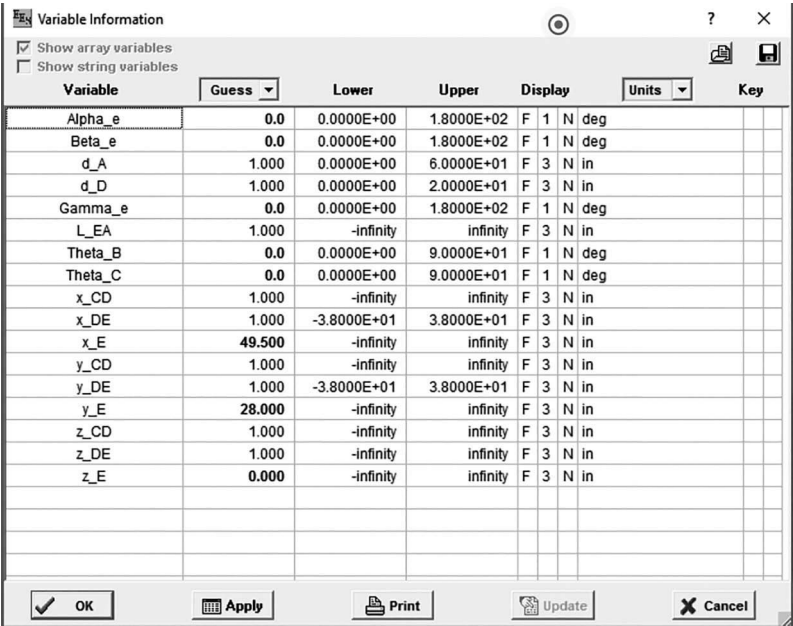 EES Variable Information ? ×
Show array variables
Show string variables
Variable Guess Lower Upper Display Units Key
Alpha_e 0.0 0.0000E+00 1.8000E+02 F 1 N deg
Beta_e 0.0 0.0000E+00 1.8000E+02 F 1 N deg
d_A 1.000 0.0000E+00 6.0000E+01 F 3 N in
d_D 1.000 0.0000E+00 2.0000E+01 F 3 N in
Gamma_e 0.0 0.0000E+00 1.8000E+02 F 1 N deg
L_EA 1.000 -infinity infinity F 3 N in
Theta_B 0.0 0.0000E+00 9.0000E+01 F 1 N deg
Theta_C 0.0 0.0000E+00 9.0000E+01 F 1 N deg
x_CD 1.000 -infinity infinity F 3 N in
x_DE 1.000 -3.8000E+01 3.8000E+01 F 3 N in
x_E 49.500 -infinity infinity F 3 N in
y_CD 1.000 -infinity infinity F 3 N in
y_DE 1.000 -3.8000E+01 3.8000E+01 F 3 N in
y_E 28.000 -infinity infinity F 3 N in
z_CD 1.000 -infinity infinity F 3 N in
z_DE 1.000 -infinity infinity F 3 N in
z_E 0.000 -infinity infinity F 3 N in
OK Apply Print Update Cancel